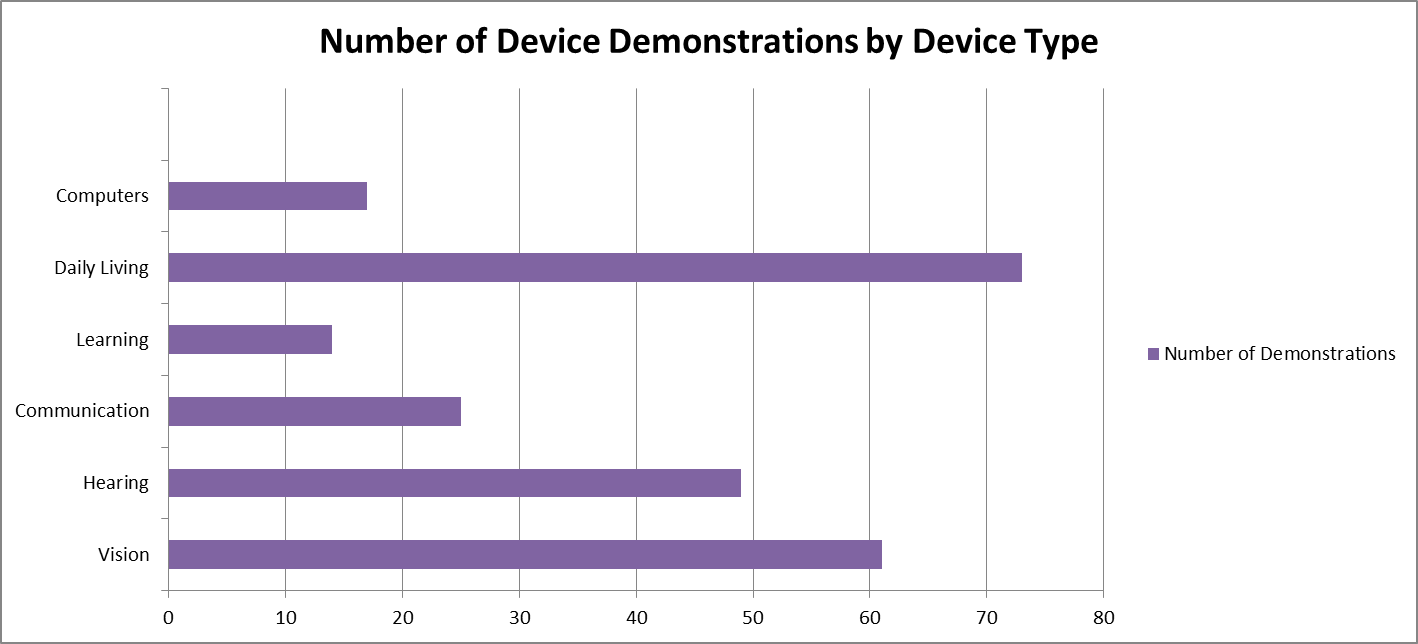 Number of Device Demonstrations by Device Type
Computers
Daily Living
Learning
Communication
Hearing
Vision
0 10 20 30 40 50 60 70 80
Number of Demonstrations